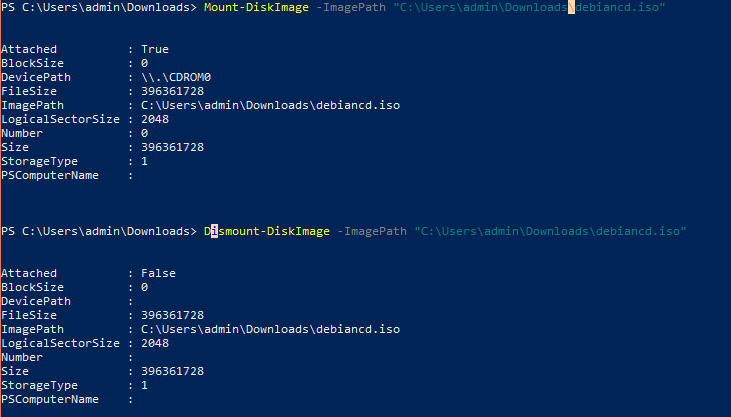 PS C:\Users\admin\Downloads> Mount-DiskImage -ImagePath "C:\Users\admin\Downloads\debiancd.iso"
Attached          : True
BlockSize         : 0
DevicePath        : \\.\CDROM0
FileSize          : 396361728
ImagePath         : C:\Users\admin\Downloads\debiancd.iso
LogicalSectorSize : 2048
Number            : 0
Size              : 396361728
StorageType       : 1
PSComputerName    :
PS C:\Users\admin\Downloads> Dismount-DiskImage -ImagePath "C:\Users\admin\Downloads\debiancd.iso"
Attached          : False
BlockSize         : 0
DevicePath        :
FileSize          : 396361728
ImagePath         : C:\Users\admin\Downloads\debiancd.iso
LogicalSectorSize : 2048
Number            :
Size              : 396361728
StorageType       : 1
PSComputerName    :